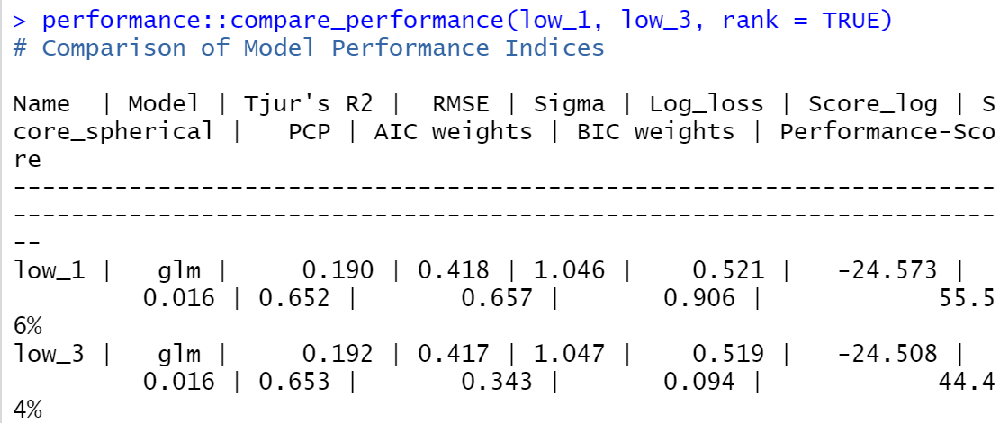 > performance::compare_performance(low_1, low_3, rank = TRUE)
# Comparison of Model Performance Indices
Name  | Model | Tjur's R2 |  RMSE | Sigma | Log_loss | Score_log | S
core_spherical |   PCP | AIC weights | BIC weights | Performance-Sco
re
--------------------------------------------------------------------
--------------------------------------------------------------------
--
low_1 |   glm |     0.190 | 0.418 | 1.046 |    0.521 |   -24.573 |
         0.016 | 0.652 |       0.657 |       0.906 |            55.5
6%
low_3 |   glm |     0.192 | 0.417 | 1.047 |    0.519 |   -24.508 |
         0.016 | 0.653 |       0.343 |       0.094 |            44.4
4%